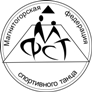 Магнитогорская федерация
ФСТ
спортивного танца